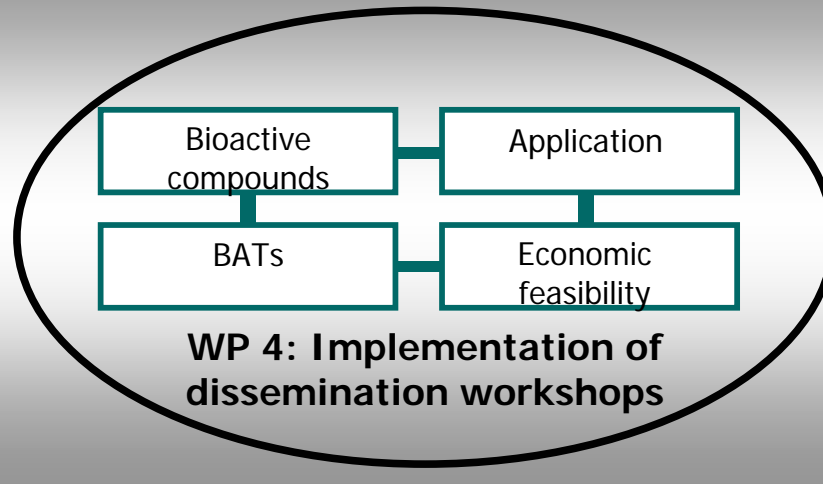 Bioactive
compounds
Application
BATs
Economic
feasibility
WP 4: Implementation of
dissemination workshops